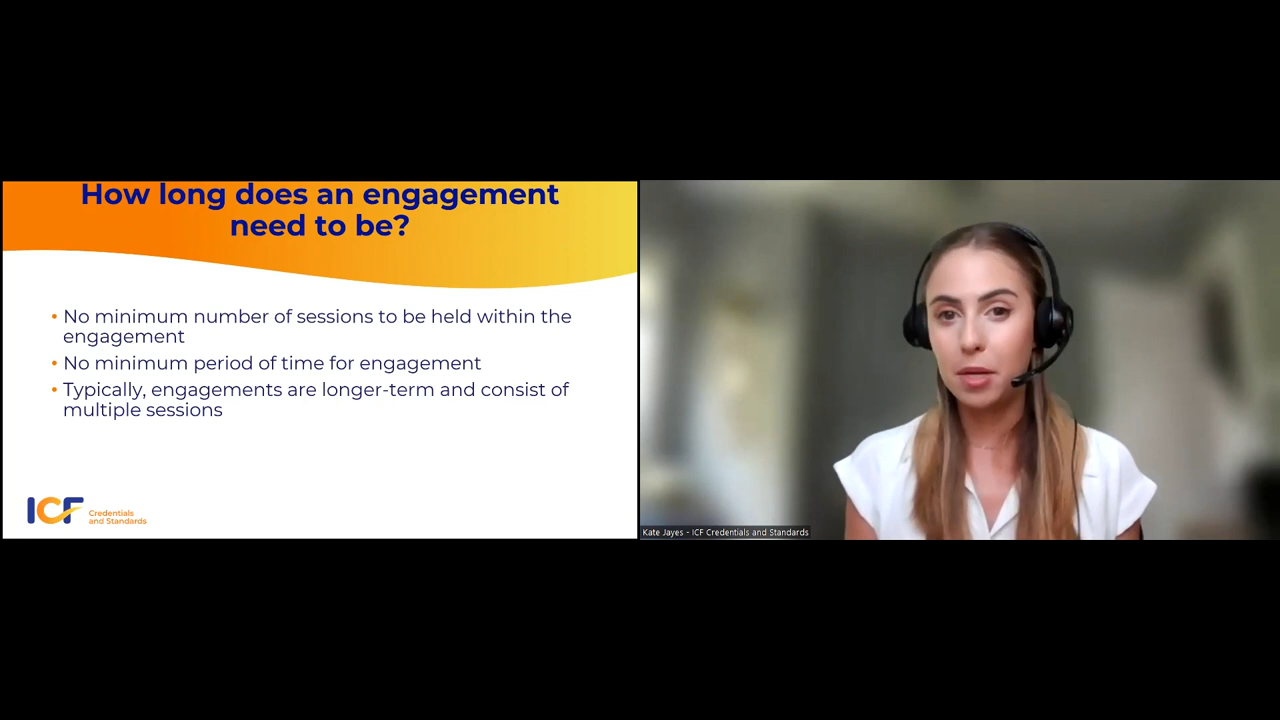 How long does an engagement
need to be?
• No minimum number of sessions to be held within the
engagement
• No minimum period of time for engagement
• Typically, engagements are longer-term and consist of
multiple sessions
ICF Credentials
and Standards
Kate Jayes - ICF Credentials and Standards